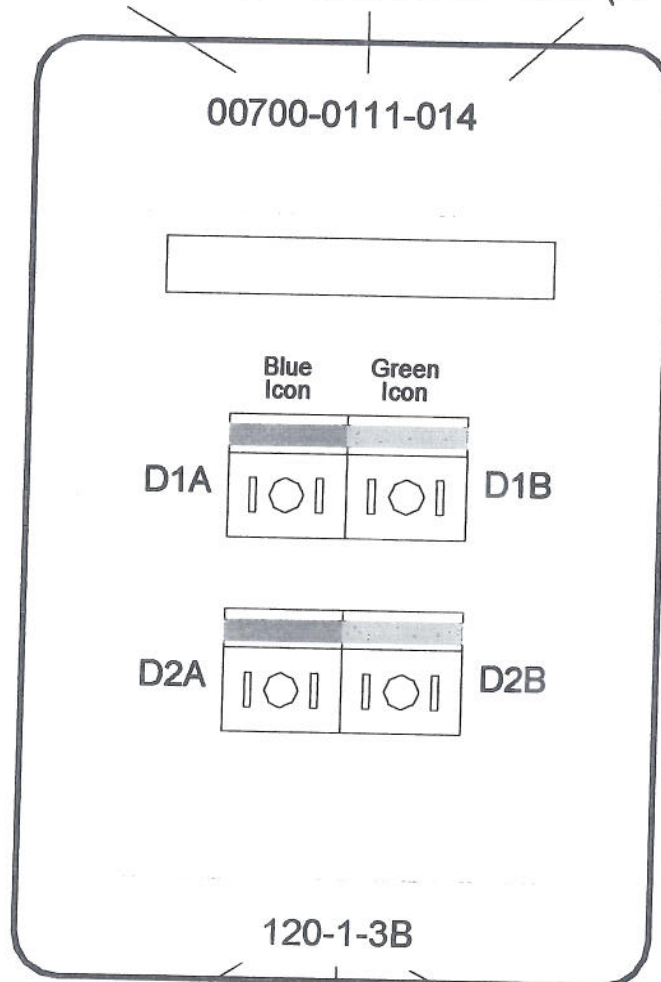 00700-0111-014
Blue Green
Icon Icon
D1A D1B
D2A D2B
120-1-3B